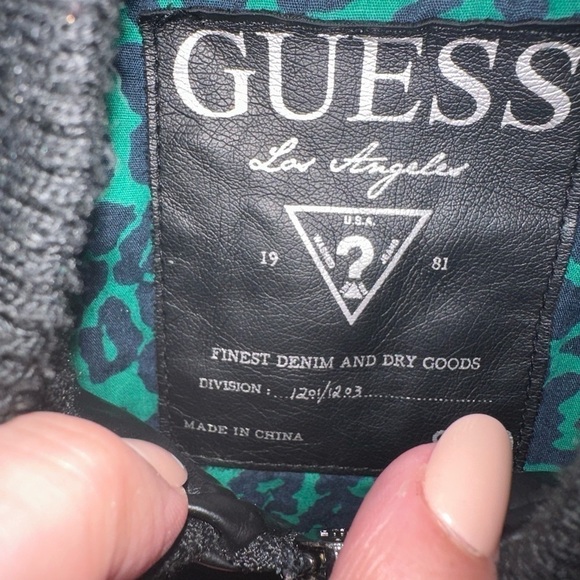 GUESS
Los Angeles
U.S.A.
?
19 81
FINEST DENIM AND DRY GOODS
DIVISION: 1201/1203
MADE IN CHINA